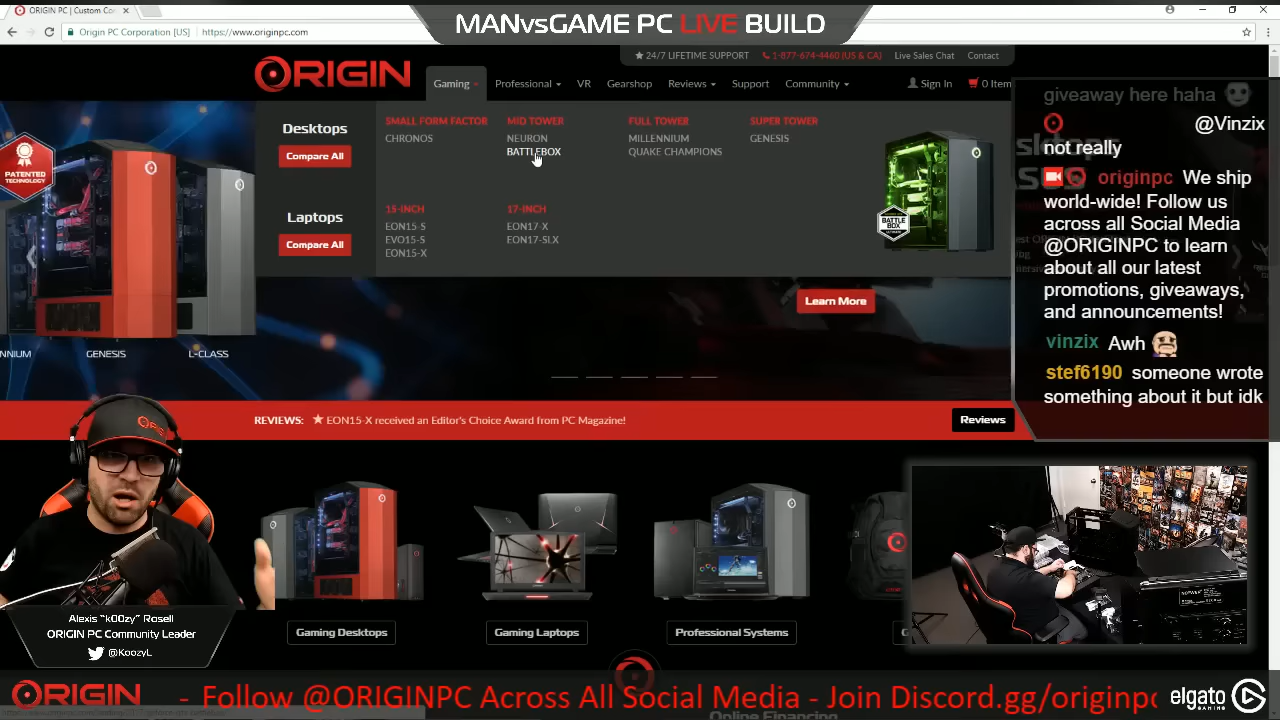 ORIGIN PC | Custom Co
MANvsGAME PC LIVE BUILD
Origin PC Corporation [US]
https://www.originpc.com
24/7 LIFETIME SUPPORT
1-877-674-4460 (US & CA)
Live Sales Chat
Contact
ORIGIN
Gaming
Professional
VR
Gearshop
Reviews
Support
Community
Sign In
0 Item
Desktops
Compare All
SMALL FORM FACTOR
CHRONOS
MID TOWER
NEURON
BATTLEBOX
FULL TOWER
MILLENNIUM
QUAKE CHAMPIONS
SUPER TOWER
GENESIS
Laptops
Compare All
15-INCH
EON15-S
EVO15-S
EON15-X
17-INCH
EON17-X
EON17-SLX
BATTLE
BOX
PATENTED
TECHNOLOGY
Learn More
NNIUM
GENESIS
L-CLASS
giveaway here haha
@Vinzix
not really
originpc We ship
world-wide! Follow us
across all Social Media
@ORIGINPC to learn
about all our latest
promotions, giveaways,
and announcements!
vinzix Awh
stef6190 someone wrote
something about it but idk
REVIEWS: EON15-X received an Editor's Choice Award from PC Magazine!
Reviews
Gaming Desktops
Gaming Laptops
Professional Systems
Alexis "k00zy" Rosell
ORIGIN PC Community Leader
@KoozyL
ORIGIN
- Follow @ORIGINPC Across All Social Media - Join Discord.gg/originpc
elgato
GAMING
Online Financing